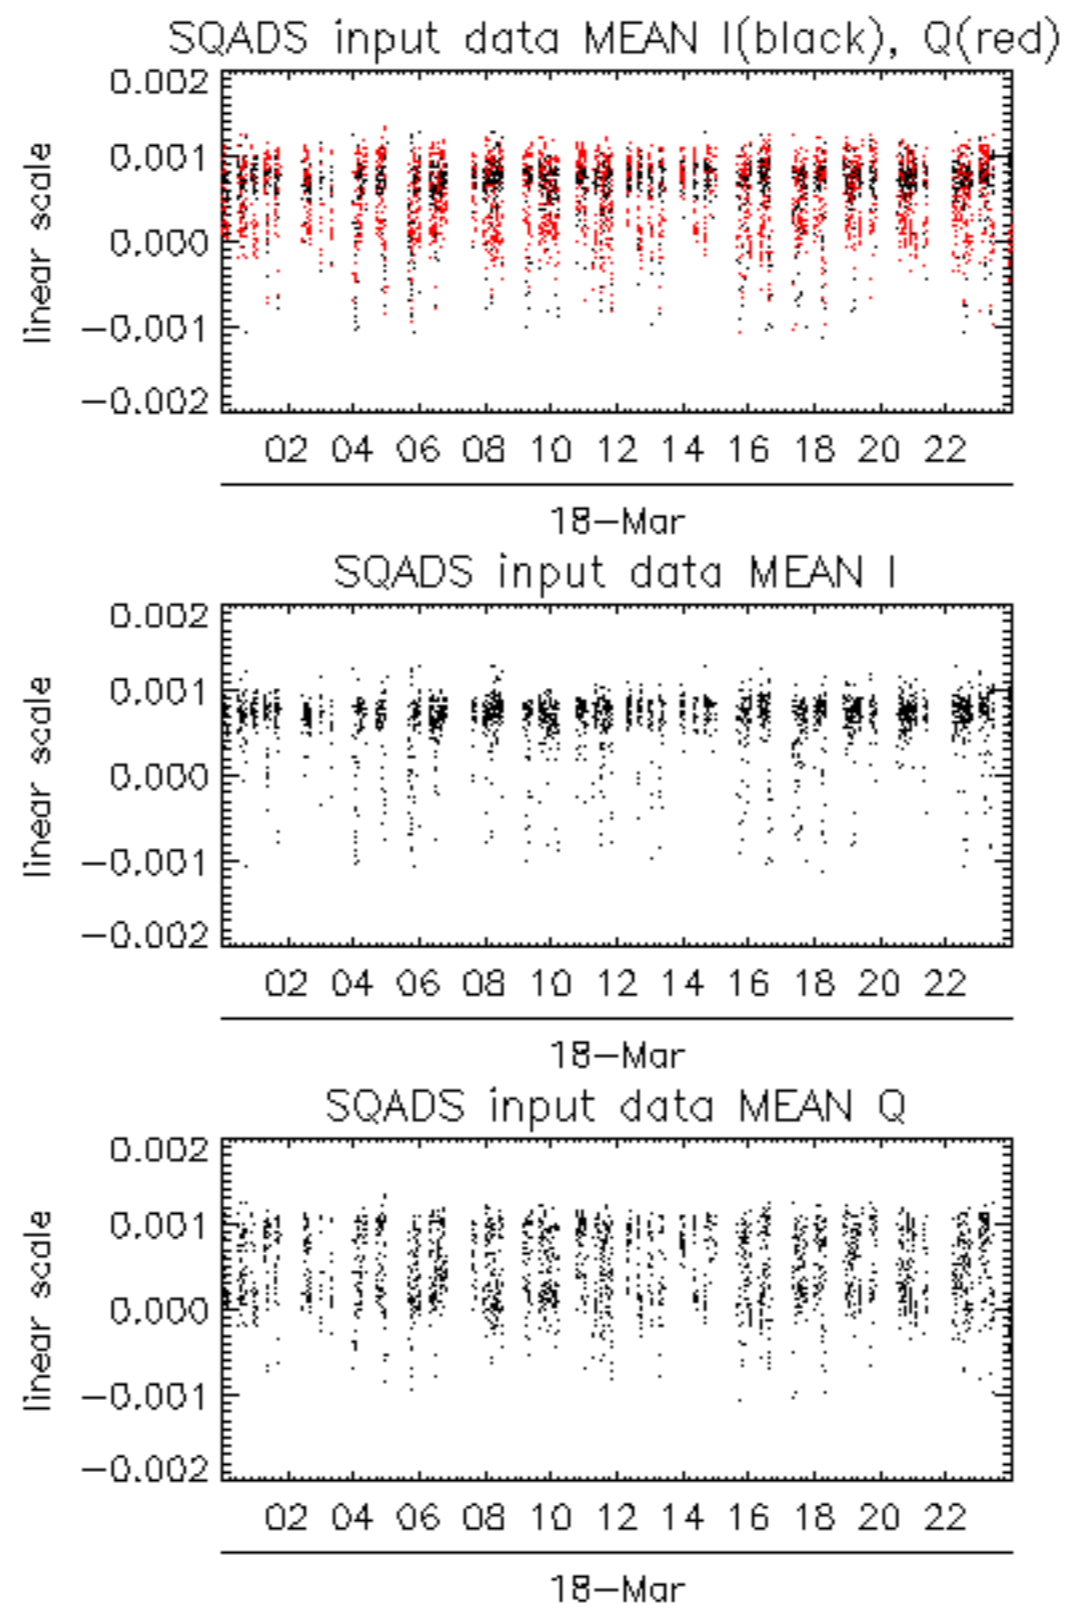 SQADS input data MEAN I(black), Q(red)
0.002
0.001
0.000
−0.001
−0.002
linear scale
02 04 06 08 10 12 14 16 18 20 22
18−Mar
SQADS input data MEAN I
0.002
0.001
0.000
−0.001
−0.002
linear scale
02 04 06 08 10 12 14 16 18 20 22
18−Mar
SQADS input data MEAN Q
0.002
0.001
0.000
−0.001
−0.002
linear scale
02 04 06 08 10 12 14 16 18 20 22
18−Mar